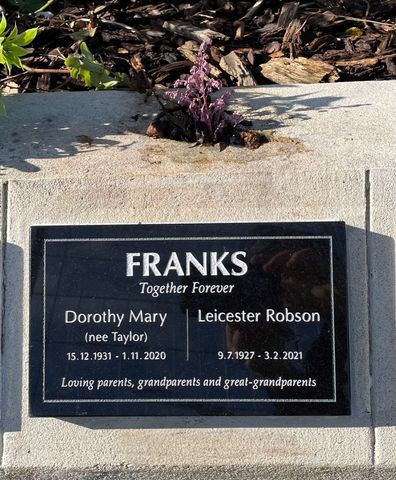 FRANKS
Together Forever
Dorothy Mary
(nee Taylor)
15.12.1931 - 1.11.2020
Leicester Robson
9.7.1927 - 3.2.2021
Loving parents, grandparents and great-grandparents